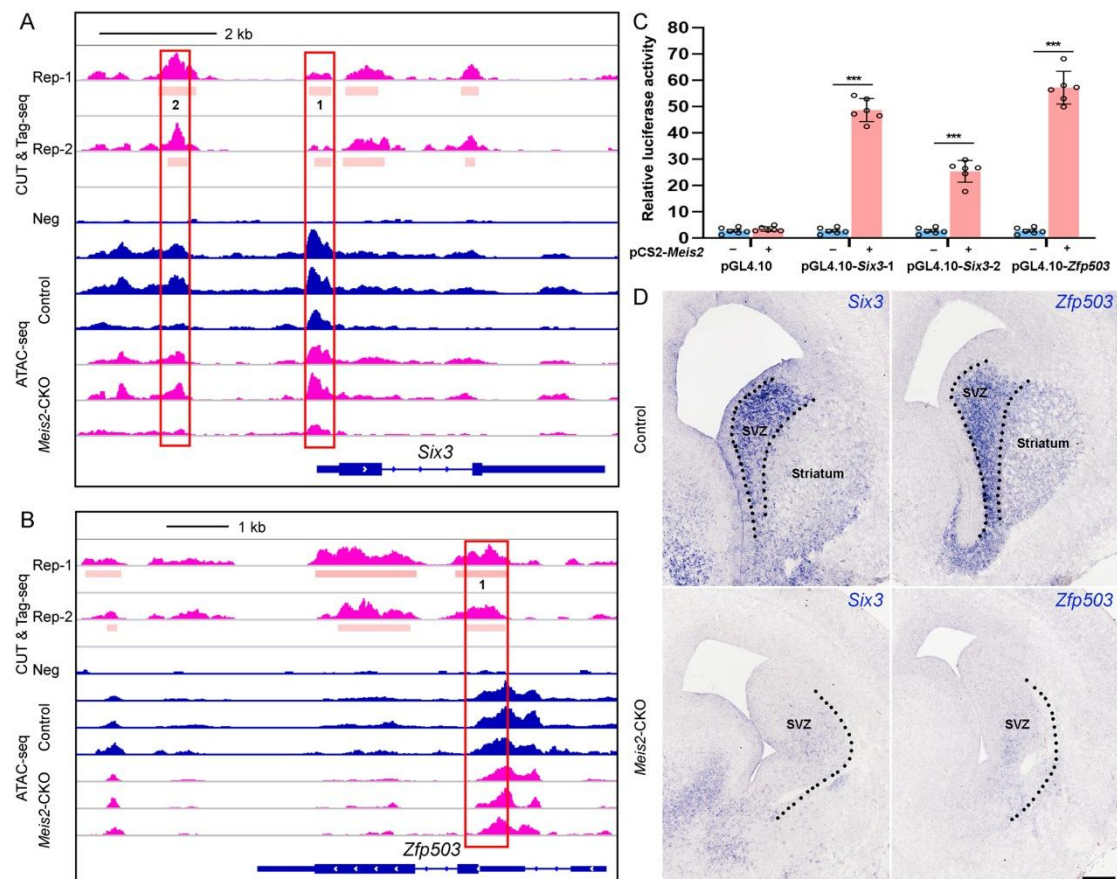 A
2 kb
Rep-1
2
1
Rep-2
CUT & Tag-seq
Neg
Control
ATAC-seq
Meis2-CKO
Six3
B
1 kb
Rep-1
1
Rep-2
CUT & Tag-seq
Neg
Control
ATAC-seq
Meis2-CKO
Zfp503
C
Relative luciferase activity
80
70
60
50
40
30
20
10
0
***
***
***
pCS2-Meis2
− + − + − + − +
pGL4.10 pGL4.10-Six3-1 pGL4.10-Six3-2 pGL4.10-Zfp503
D
Control
Six3
SVZ
Striatum
Zfp503
SVZ
Striatum
Meis2-CKO
Six3
SVZ
Zfp503
SVZ